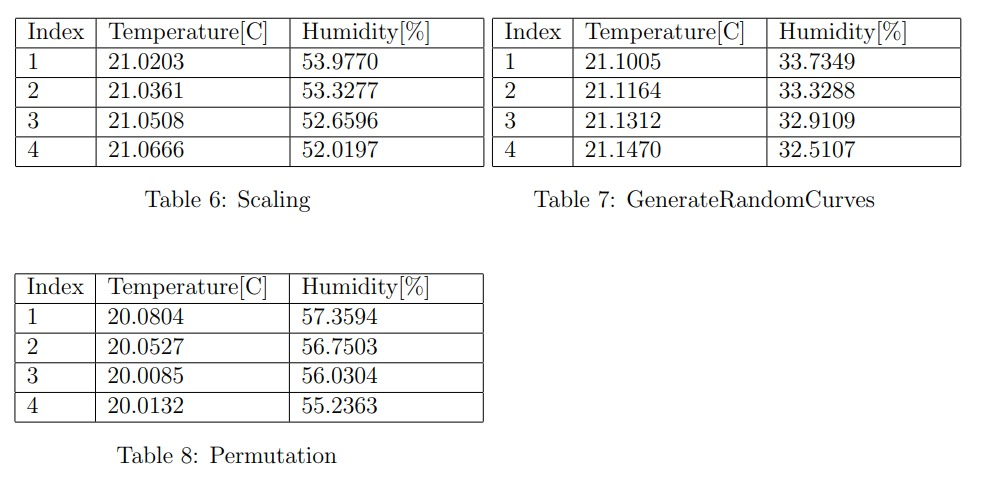 Index Temperature[C] Humidity[%]
1 21.0203 53.9770
2 21.0361 53.3277
3 21.0508 52.6596
4 21.0666 52.0197
Table 6: Scaling
Index Temperature[C] Humidity[%]
1 21.1005 33.7349
2 21.1164 33.3288
3 21.1312 32.9109
4 21.1470 32.5107
Table 7: GenerateRandomCurves
Index Temperature[C] Humidity[%]
1 20.0804 57.3594
2 20.0527 56.7503
3 20.0085 56.0304
4 20.0132 55.2363
Table 8: Permutation